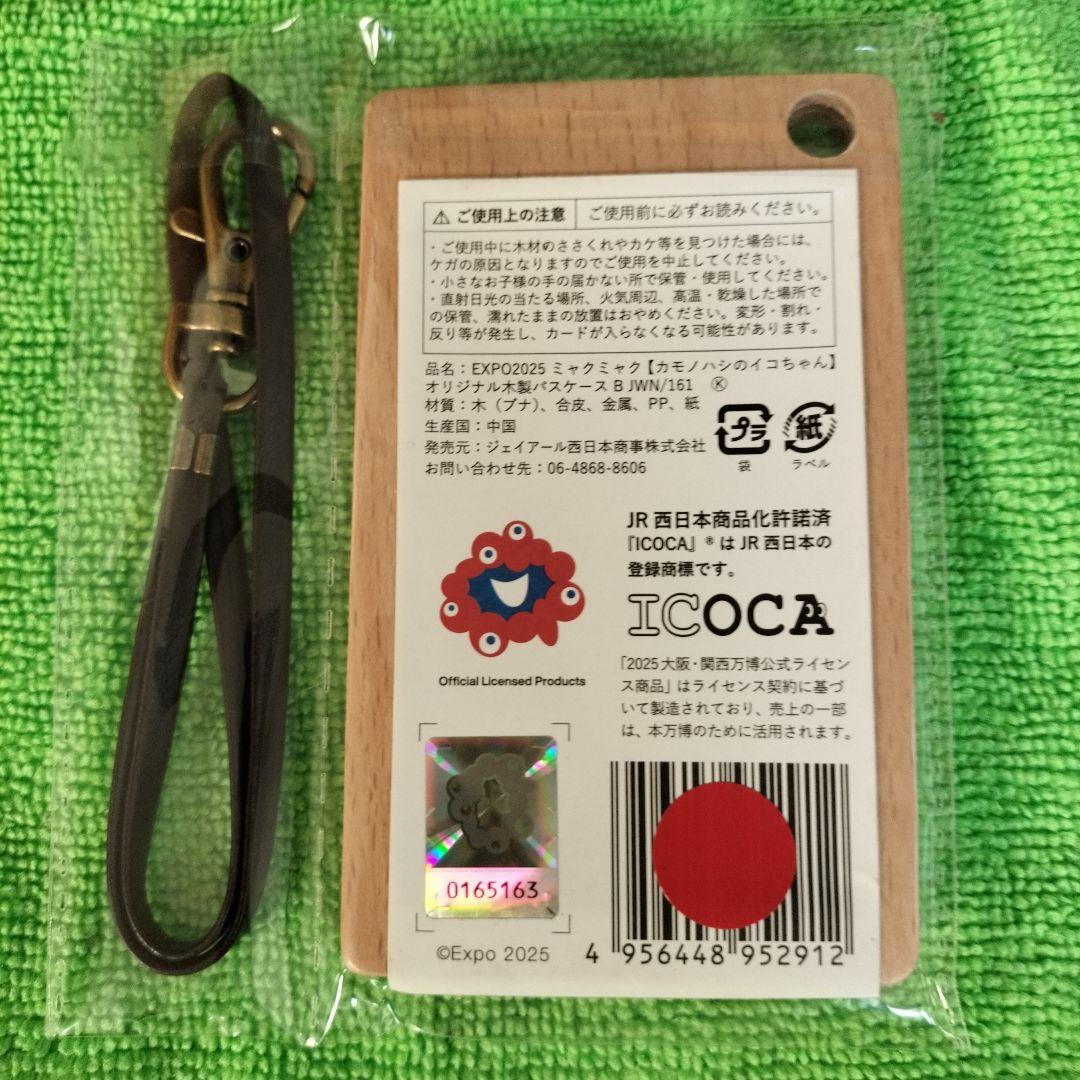 ⚠ ご使用上の注意 ご使用前に必ずお読みください。
・ご使用中に木材のささくれやカケ等を見つけた場合には、
ケガの原因となりますのでご使用を中止してください。
・小さなお子様の手の届かない所で保管・使用してください。
・直射日光の当たる場所、火気周辺、高温・乾燥した場所で
の保管、濡れたままの放置はおやめください。変形・割れ・
反り等が発生し、カードが入らなくなる可能性があります。
品名：EXPO2025 ミャクミャク【カモノハシのイコちゃん】
オリジナル木製パスケース B JWN/161 Ⓚ
材質：木（ブナ）、合皮、金属、PP、紙
生産国：中国
発売元：ジェイアール西日本商事株式会社
お問い合わせ先：06-4868-8606
プラ
袋
紙
ラベル
JR 西日本商品化許諾済
『ICOCA』®は JR 西日本の
登録商標です。
ICOCA
Official Licensed Products
「2025 大阪・関西万博公式ライセン
ス商品」はライセンス契約に基づ
いて製造されており、売上の一部
は、本万博のために活用されます。
0165163
©Expo 2025
4 956448 952912